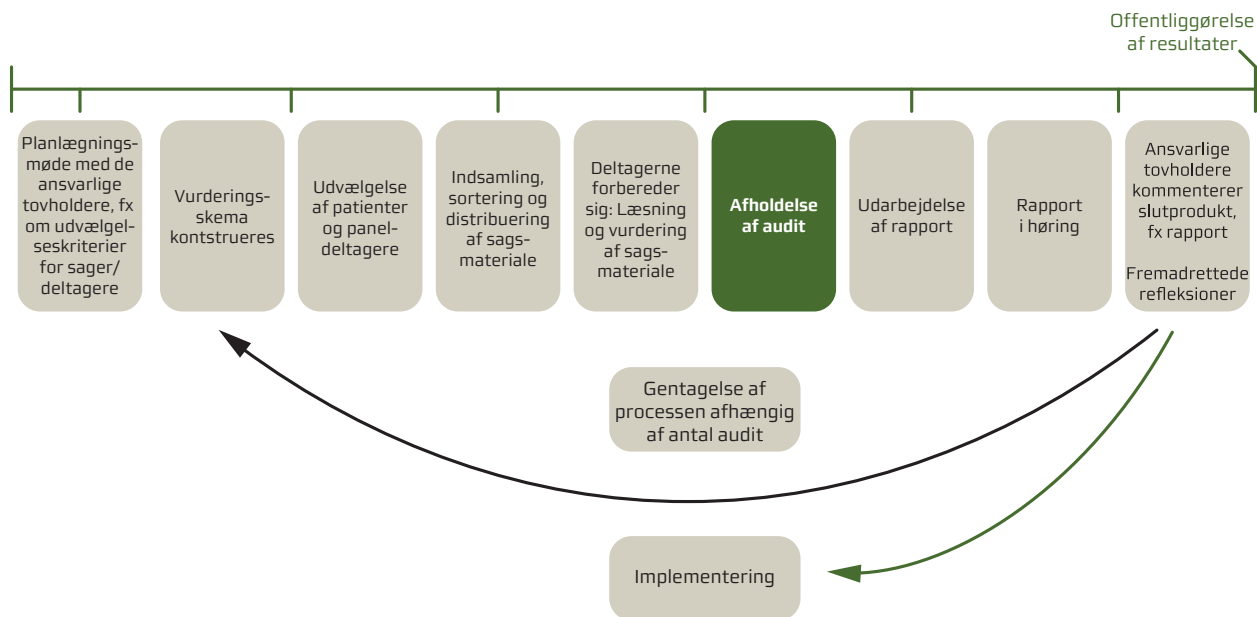 Offentliggørelse
af resultater
Planlægnings-
møde med de
ansvarlige
tovholdere, fx
om udvælgel-
seskriterier
for sager/
deltagere
Vurderings-
skema
kontstrueres
Udvælgelse
af patienter
og panel-
deltagere
Indsamling,
sortering og
distribuering
af sags-
materiale
Deltagerne
forbereder
sig: Læsning
og vurdering
af sags-
materiale
Afholdelse
af audit
Udarbejdelse
af rapport
Rapport
i høring
Ansvarlige
tovholdere
kommenterer
slutprodukt,
fx rapport
Fremadrettede
refleksioner
Gentagelse af
processen afhængig
af antal audit
Implementering